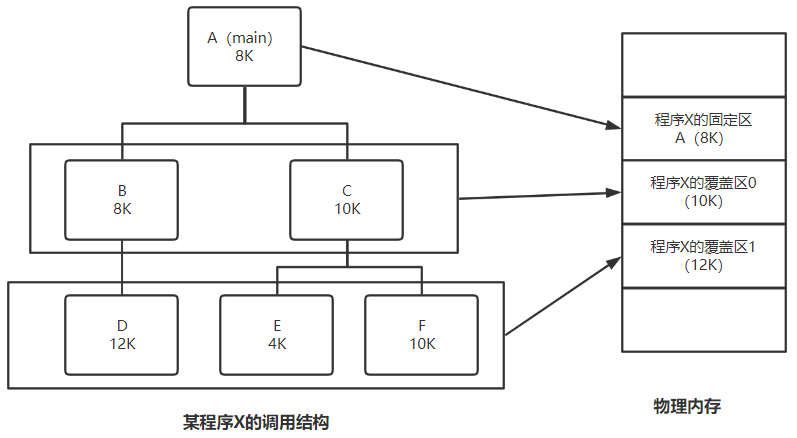 A（main）
8K
B
8K
C
10K
D
12K
E
4K
F
10K
某程序X的调用结构
程序X的固定区
A（8K）
程序X的覆盖区0
（10K）
程序X的覆盖区1
（12K）
物理内存